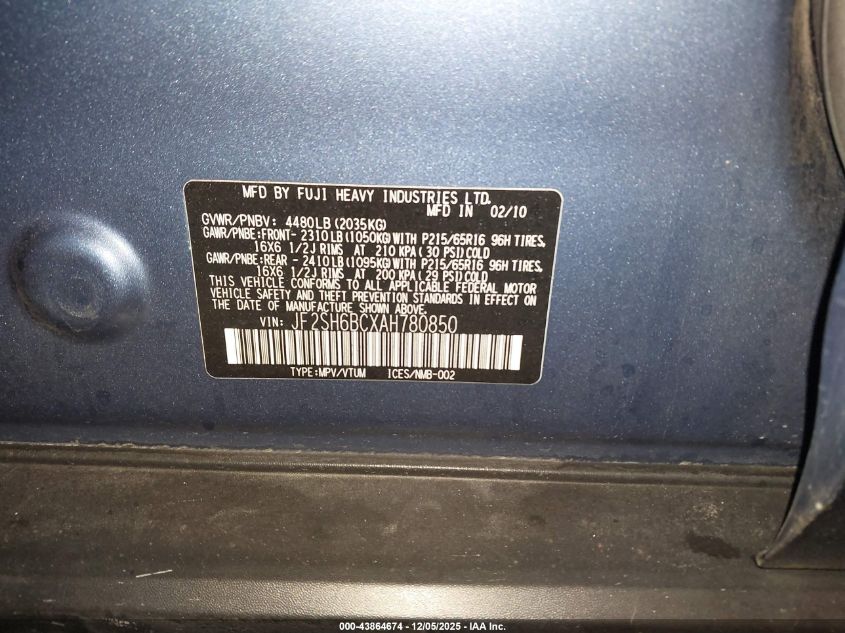 MFD BY FUJI HEAVY INDUSTRIES LTD.
MFD IN 02/10
GVWR/PNBV: 4480LB(2035KG)
GAWR/PNBE:FRONT- 2310LB(1050KG)WITH P215/65R16 96H TIRES,
16X6 1/2J RIMS AT 210 KPA( 30 PSI)COLD
GAWR/PNBE:REAR - 2410LB(1095KG)WITH P215/65R16 96H TIRES,
16X6 1/2J RIMS AT 200 KPA(29 PSI)COLD
THIS VEHICLE CONFORMS TO ALL APPLICABLE FEDERAL MOTOR
VEHICLE SAFETY AND THEFT PREVENTION STANDARDS IN EFFECT ON
THE DATE OF MANUFACTURE SHOWN ABOVE.
VIN: JF2SH6BCXAH780850
TYPE:MPV/VTUM ICES/NMB-002
000-43864674 - 12/05/2025 - IAA Inc.